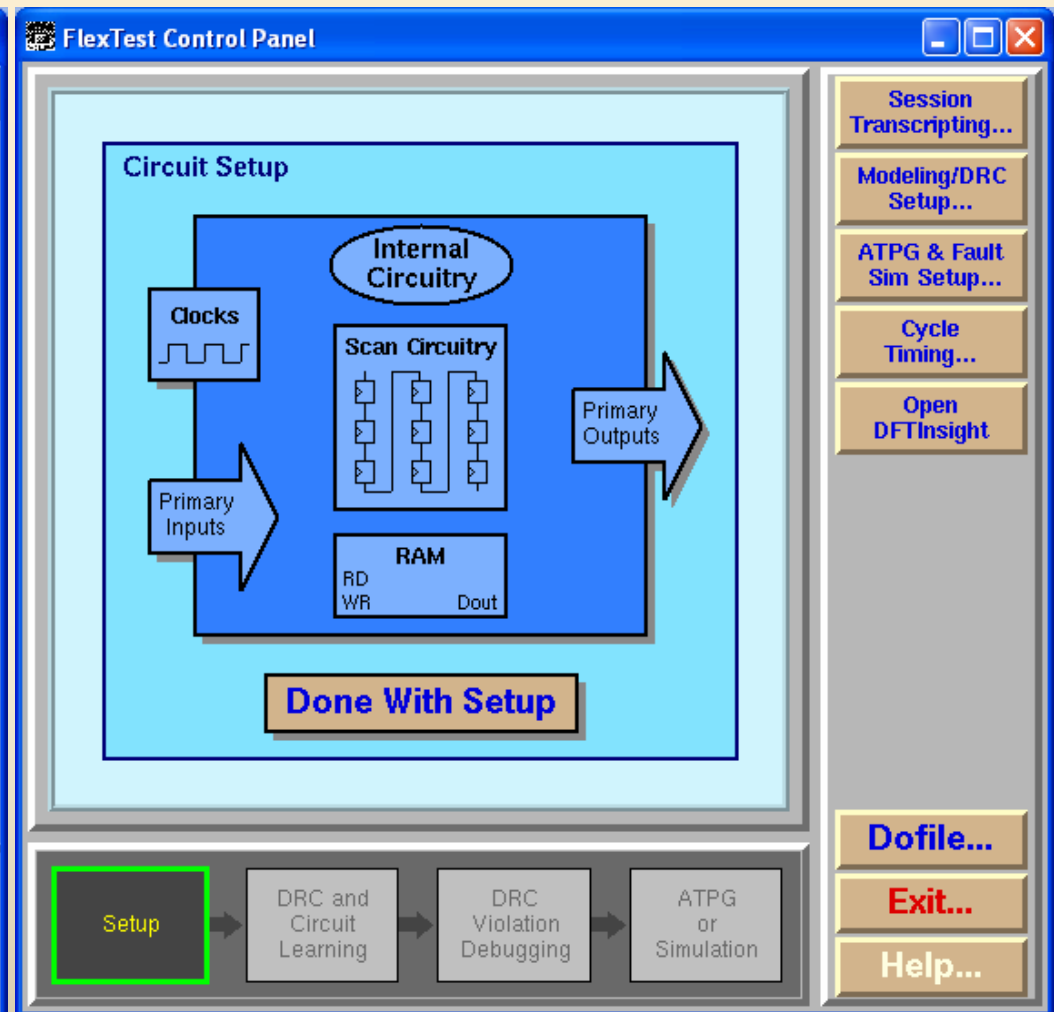 FlexTest Control Panel
Circuit Setup
Internal
Circuitry
Clocks
Scan Circuitry
Primary
Outputs
Primary
Inputs
RAM
RD
WR
Dout
Done With Setup
Setup
DRC and
Circuit
Learning
DRC
Violation
Debugging
ATPG
or
Simulation
Session
Transcripting...
Modeling/DRC
Setup...
ATPG & Fault
Sim Setup...
Cycle
Timing...
Open
DFTInsight
Dofile...
Exit...
Help...